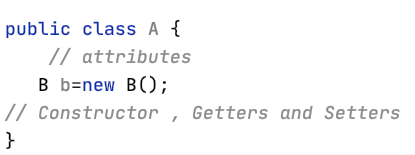 public class A {
// attributes
B b=new B();
// Constructor , Getters and Setters
}